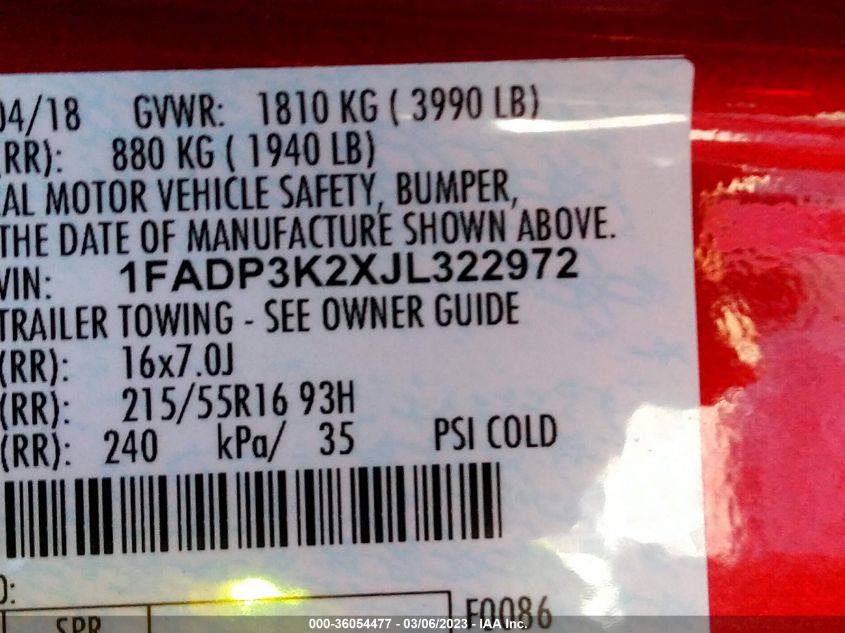 04/18 GVWR: 1810 KG ( 3990 LB)
(RR): 880 KG ( 1940 LB)
AL MOTOR VEHICLE SAFETY, BUMPER,
THE DATE OF MANUFACTURE SHOWN ABOVE.
VIN: 1FADP3K2XJL322972
TRAILER TOWING - SEE OWNER GUIDE
(RR): 16x7.0J
(RR): 215/55R16 93H
(RR): 240 kPa/ 35 PSI COLD
SPR
F0086
000-36054477 - 03/06/2023 - IAA Inc.